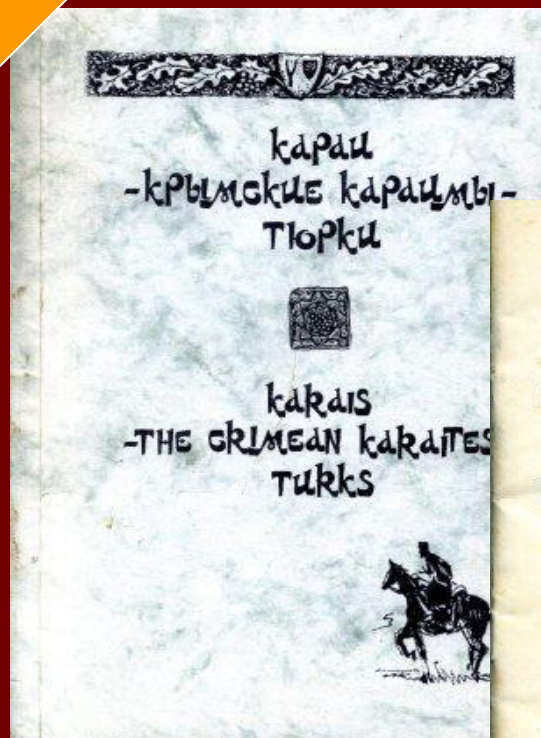 караи
-крымские караимы-
тюрки
karais
-the crimean karaites
turks